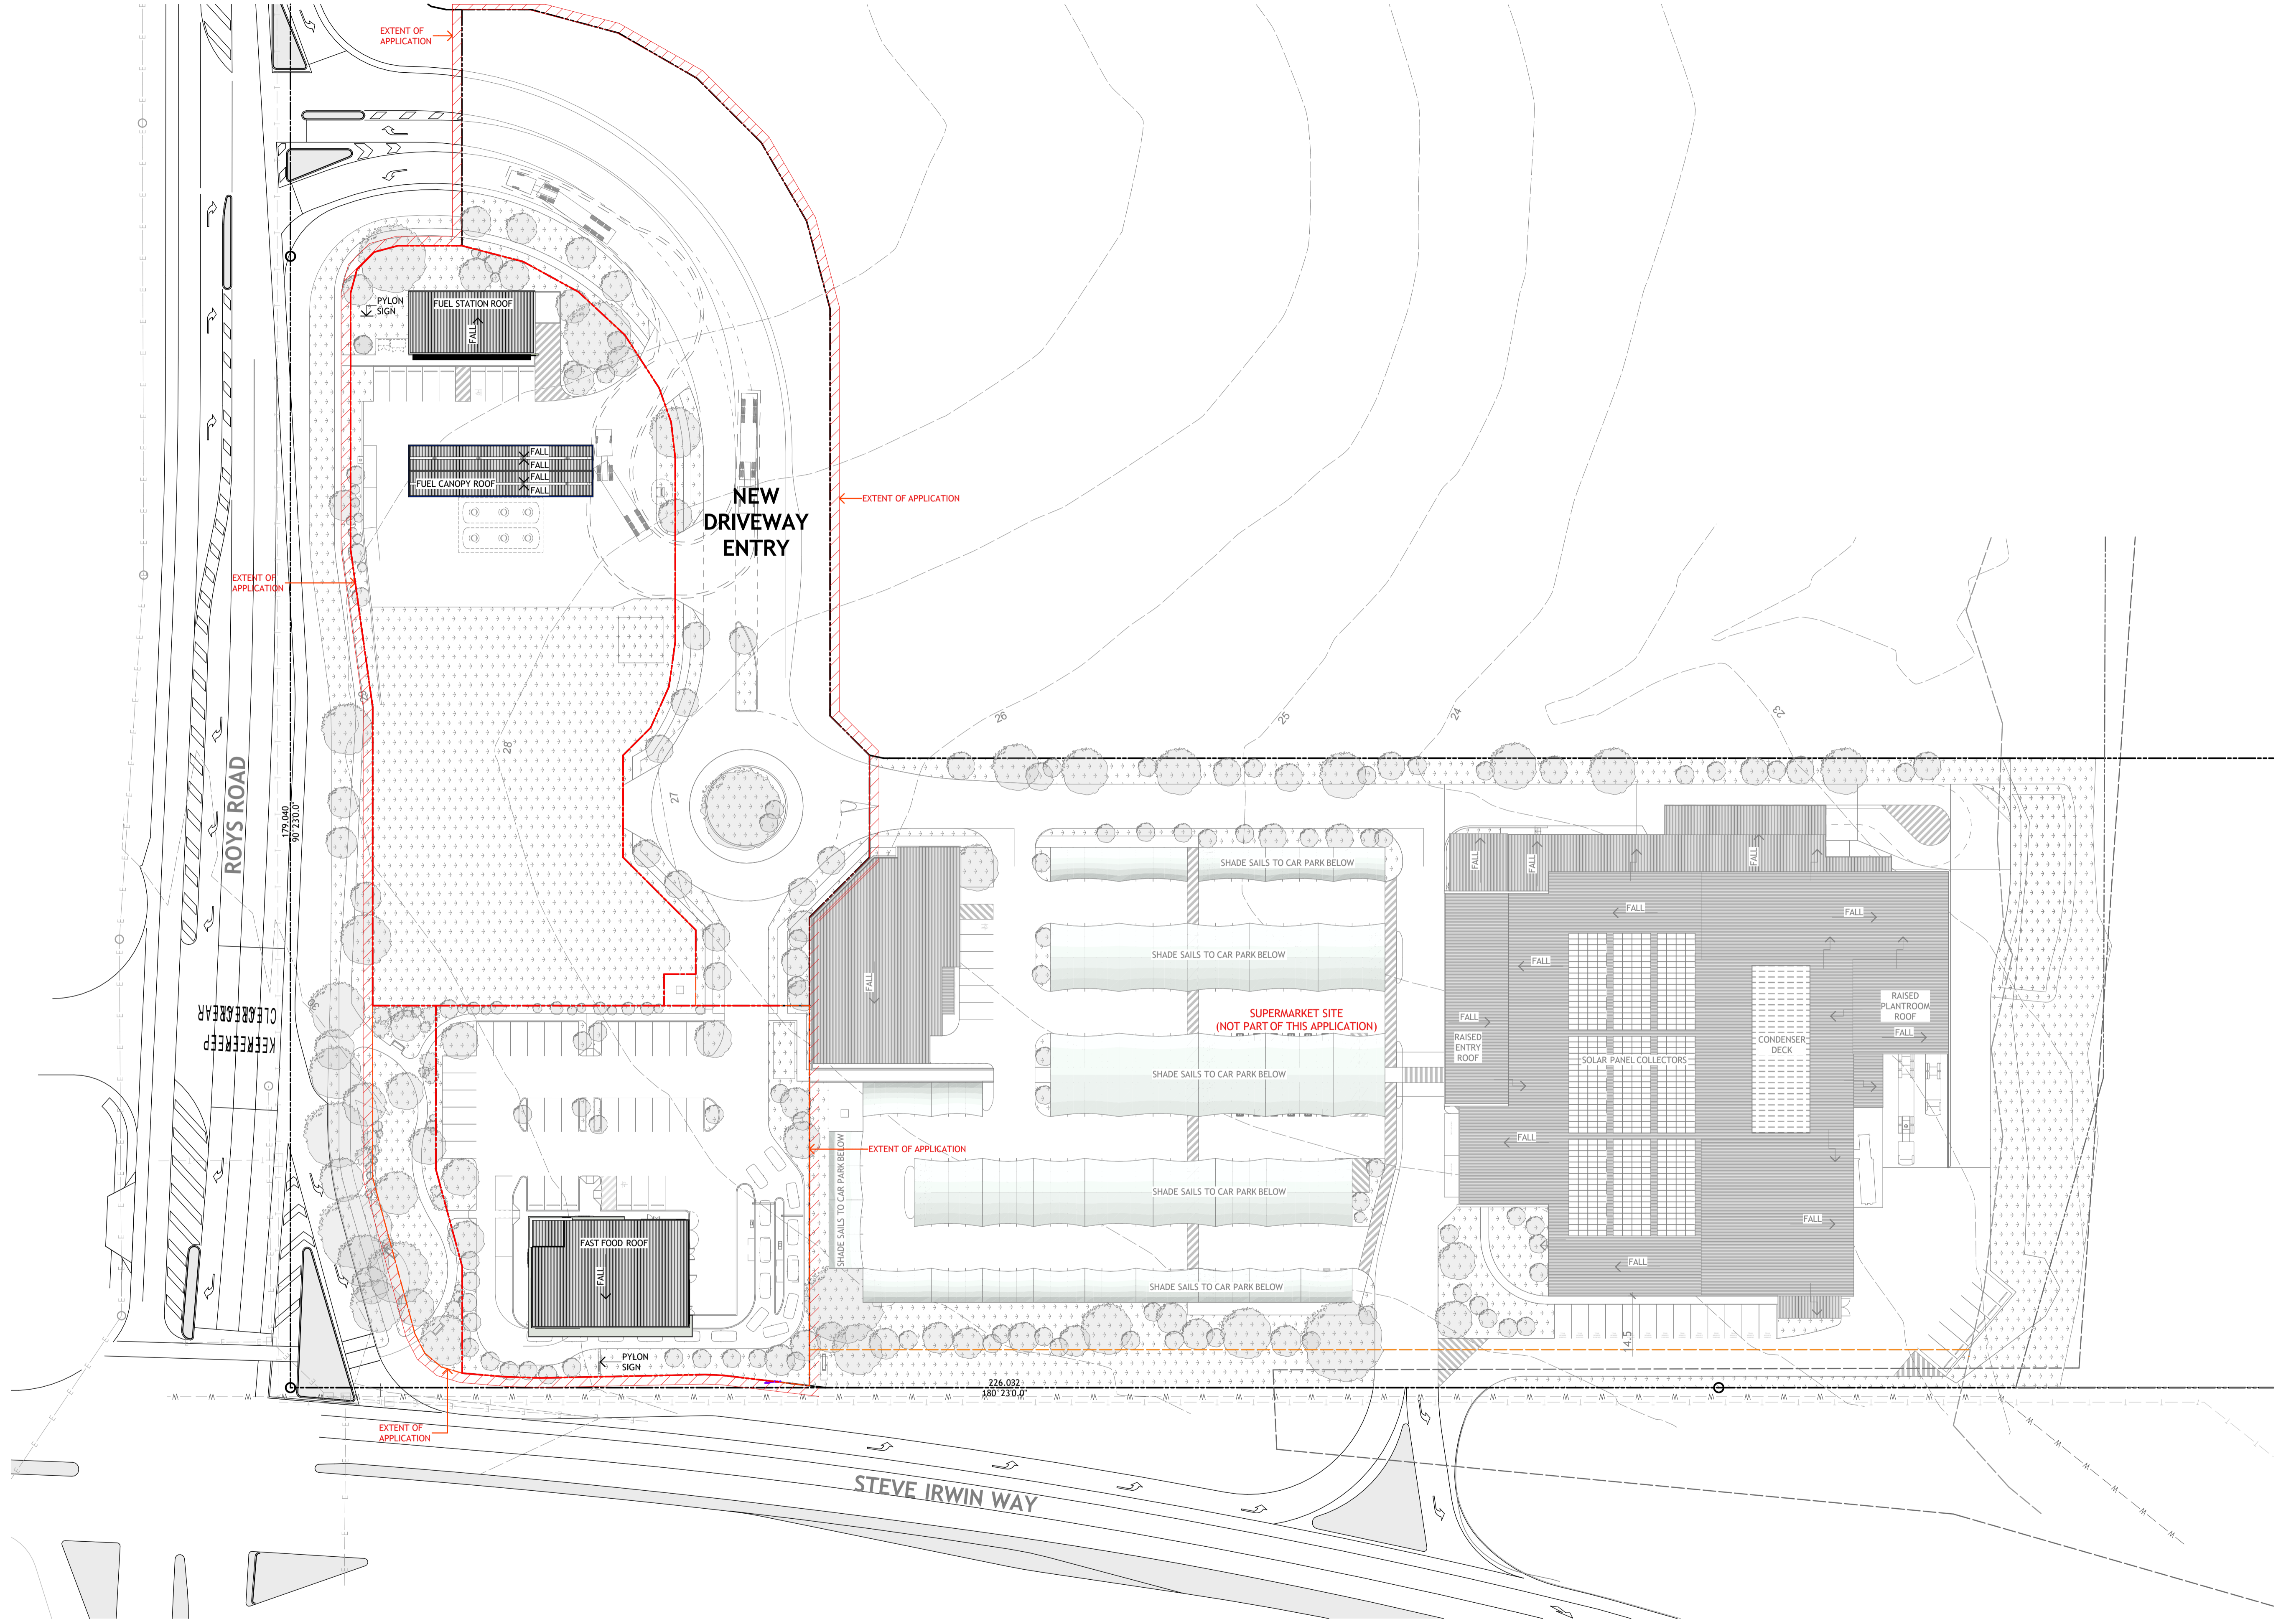 EXTENT OF
APPLICATION
PYLON
SIGN
FUEL STATION ROOF
FALL
FALL
FALL
FALL
FALL
FUEL CANOPY ROOF
NEW
DRIVEWAY
ENTRY
EXTENT OF APPLICATION
EXTENT OF
APPLICATION
28
27
26
25
24
23
ROYS ROAD
179.040
90°23'0.0"
KEEP
CLEAR
SHADE SAILS TO CAR PARK BELOW
SHADE SAILS TO CAR PARK BELOW
SUPERMARKET SITE
(NOT PART OF THIS APPLICATION)
SHADE SAILS TO CAR PARK BELOW
EXTENT OF APPLICATION
SHADE SAILS TO CAR PARK BELOW
SHADE SAILS TO CAR PARK BELOW
SHADE SAILS TO CAR PARK BELOW
FALL
FALL
FALL
FALL
FALL
FALL
FALL
RAISED
PLANTROOM
ROOF
FALL
FALL
RAISED
ENTRY
ROOF
SOLAR PANEL COLLECTORS
CONDENSER
DECK
FALL
FALL
FALL
FALL
4.5
FAST FOOD ROOF
FALL
PYLON
SIGN
226.032
180°23'0.0"
EXTENT OF
APPLICATION
STEVE IRWIN WAY